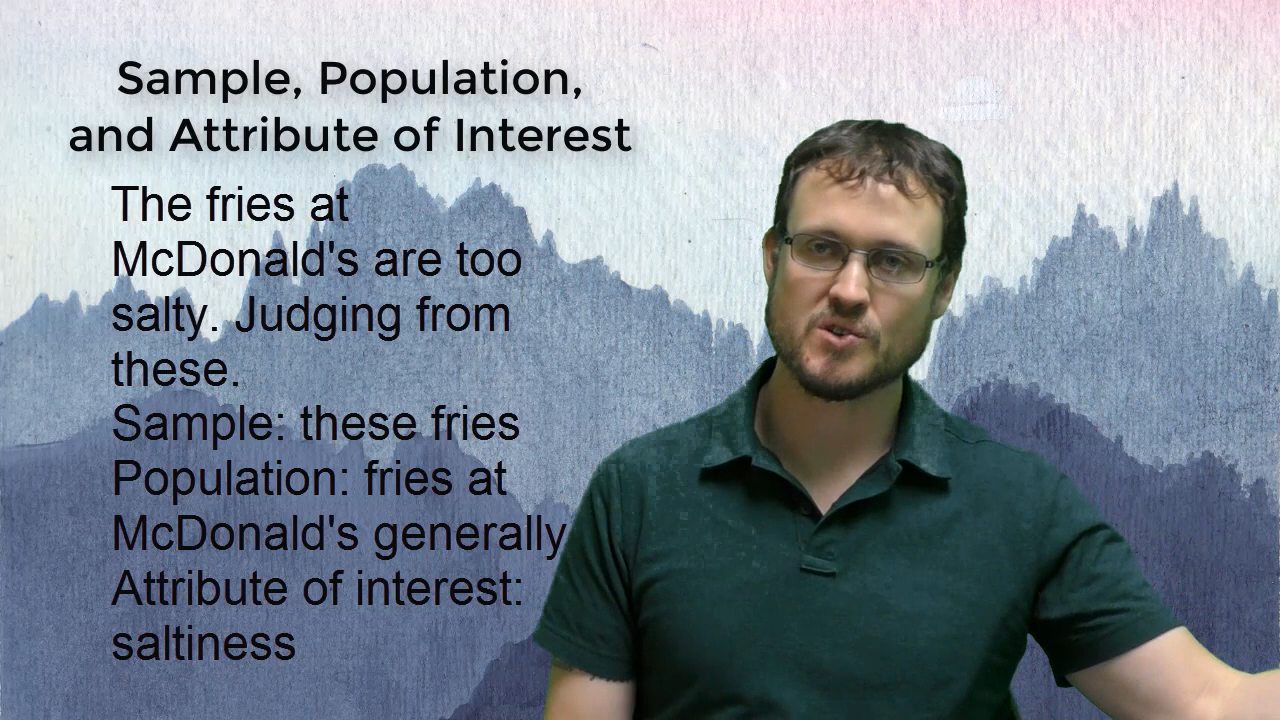 Sample, Population,
and Attribute of Interest
The fries at
McDonald's are too
salty. Judging from
these.
Sample: these fries
Population: fries at
McDonald's generally
Attribute of interest:
saltiness